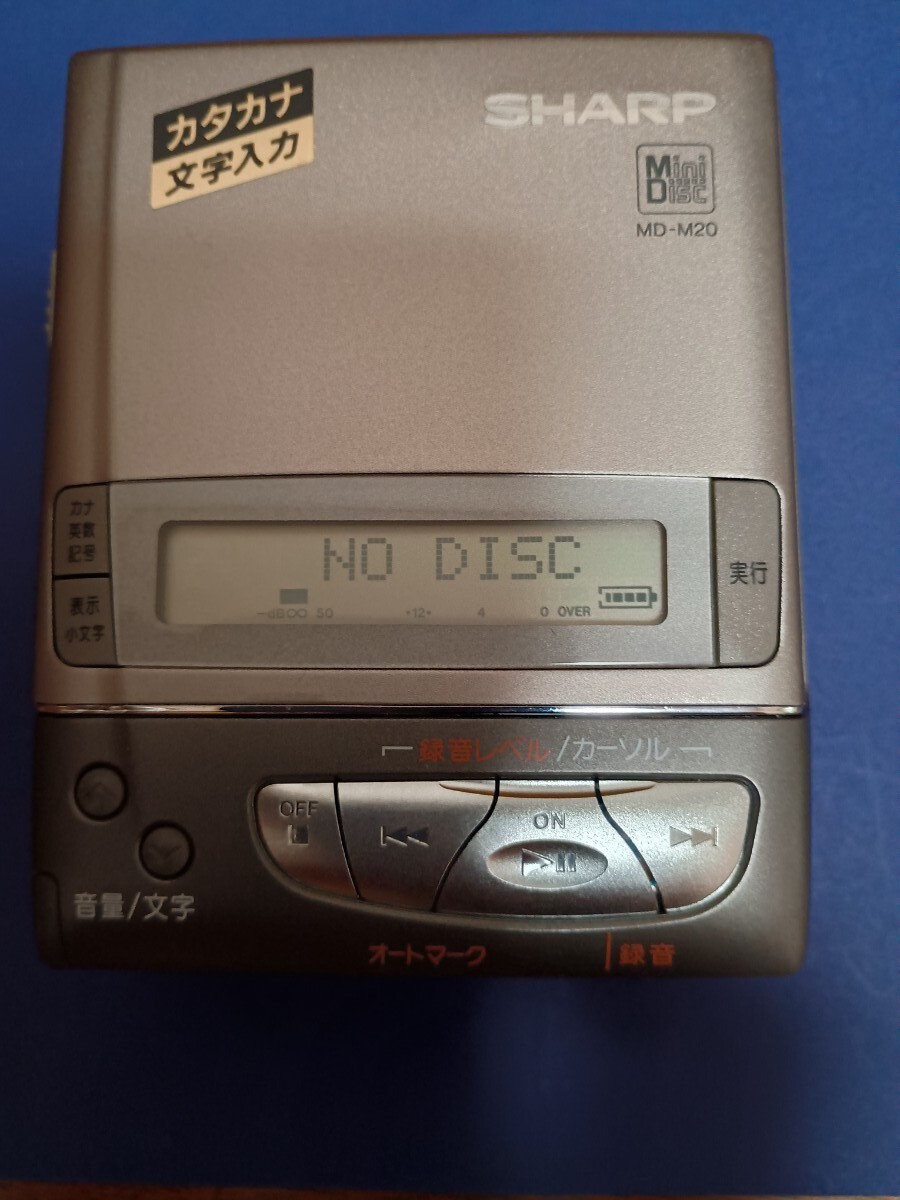 カタカナ
文字入力
SHARP
Mini
Disc
MD-M20
カナ
英数
記号
表示
小文字
NO DISC
-dB∞ 50 •12• 4 0 OVER
実行
録音レベル/カーソル
OFF
ON
音量/文字
オートマーク
録音